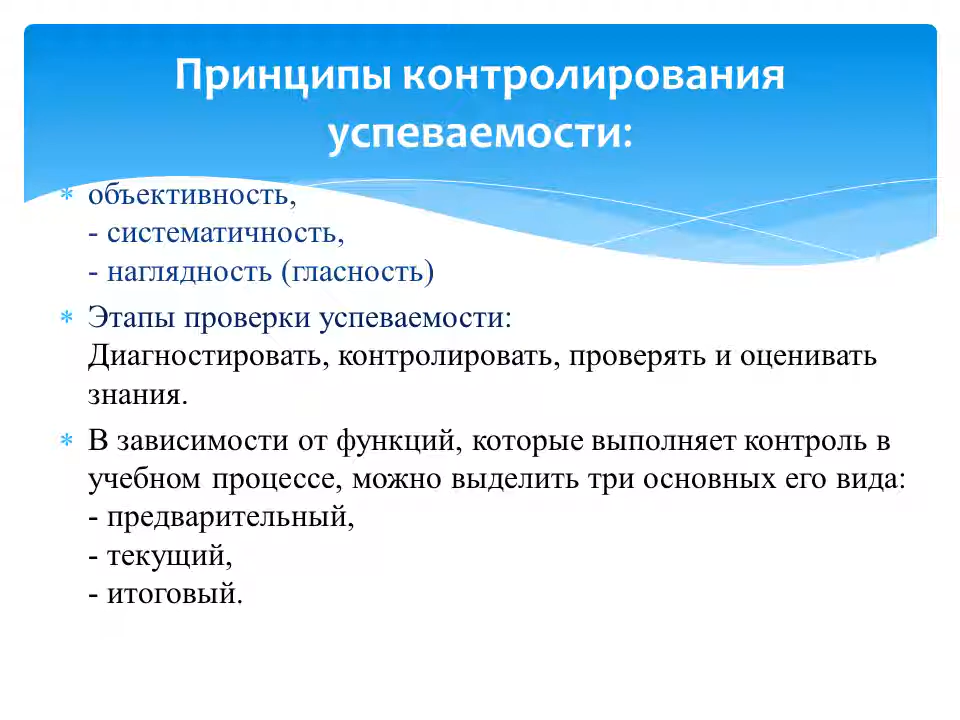 Принципы контролирования
успеваемости:
* объективность,
- систематичность,
- наглядность (гласность)
* Этапы проверки успеваемости:
Диагностировать, контролировать, проверять и оценивать
знания.
* В зависимости от функций, которые выполняет контроль в
учебном процессе, можно выделить три основных его вида:
- предварительный,
- текущий,
- итоговый.